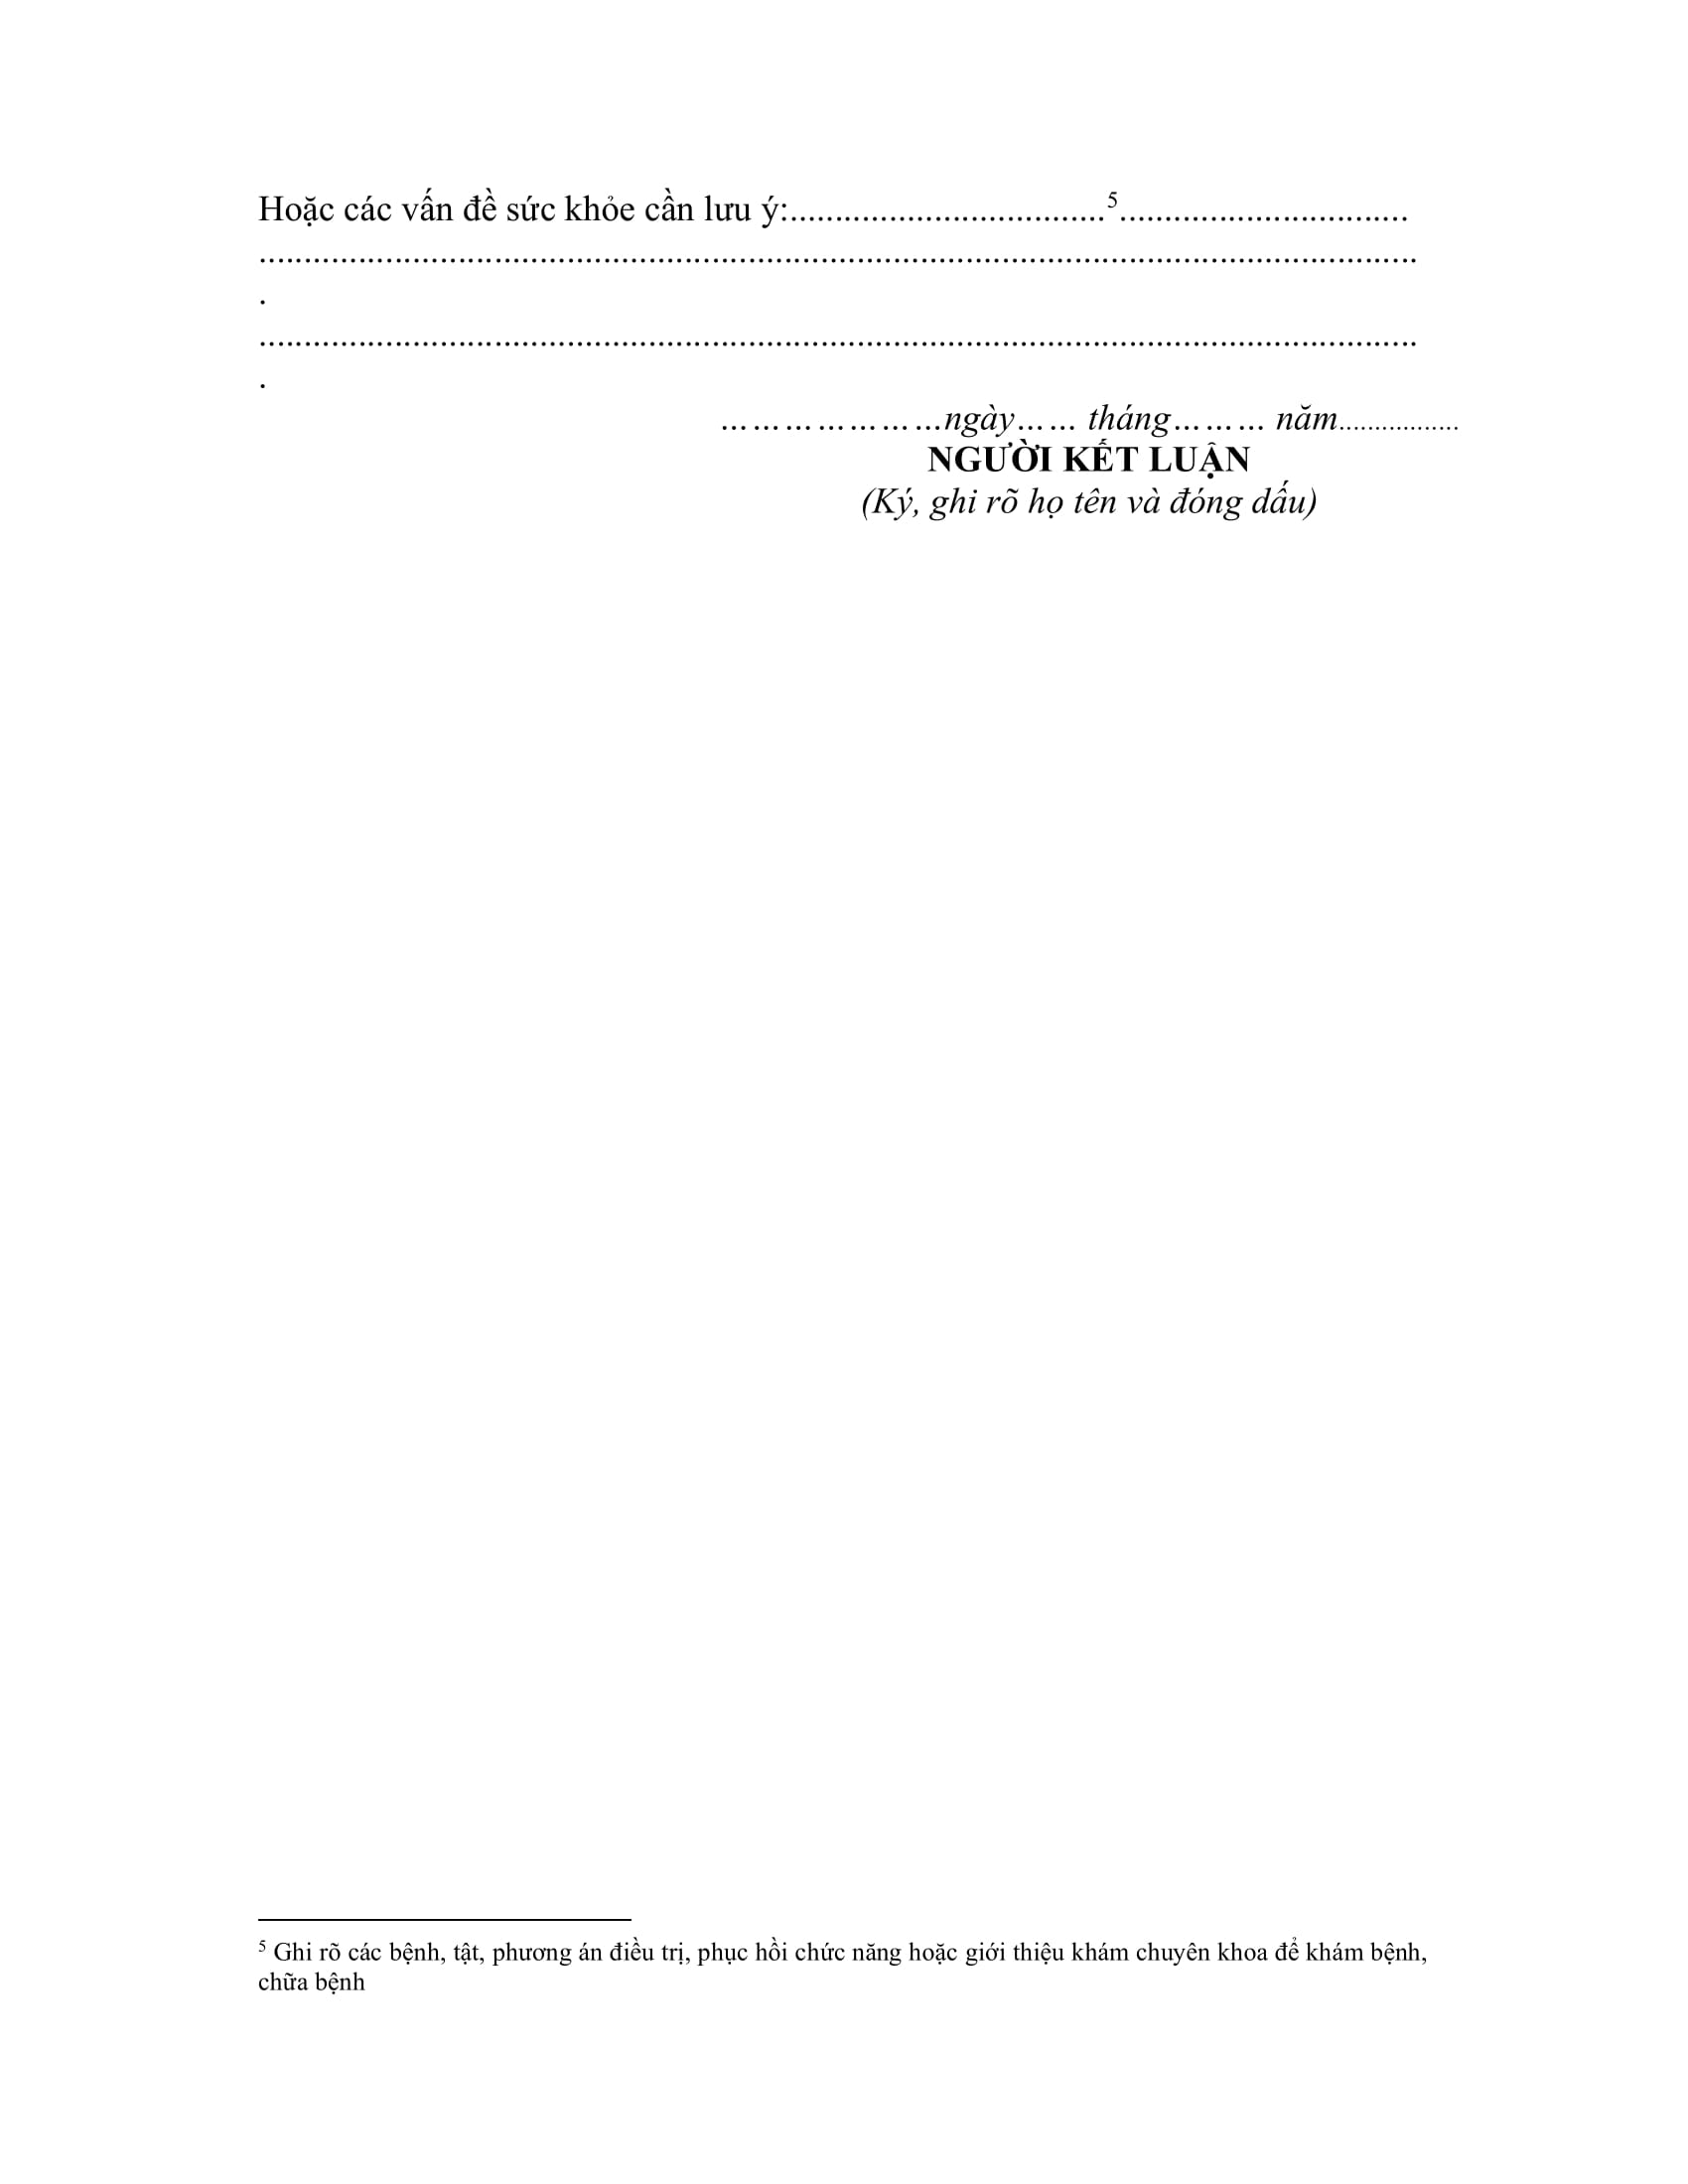 Hoặc các vấn đề sức khỏe cần lưu ý:...................................5................................
.................................................................................................................................
.
.................................................................................................................................
.
…………………ngày…… tháng……… năm.................
NGƯỜI KẾT LUẬN
(Ký, ghi rõ họ tên và đóng dấu)
5 Ghi rõ các bệnh, tật, phương án điều trị, phục hồi chức năng hoặc giới thiệu khám chuyên khoa để khám bệnh,
chữa bệnh